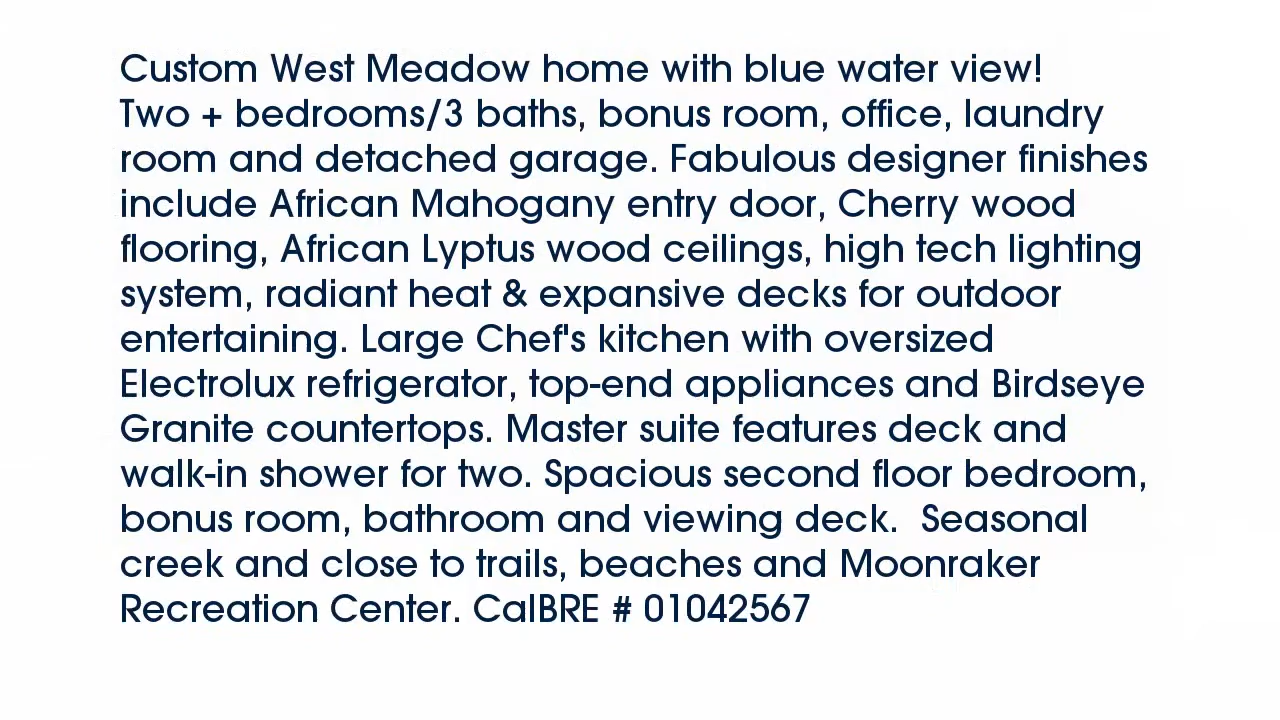 Custom West Meadow home with blue water view!
Two + bedrooms/3 baths, bonus room, office, laundry
room and detached garage. Fabulous designer finishes
include African Mahogany entry door, Cherry wood
flooring, African Lyptus wood ceilings, high tech lighting
system, radiant heat & expansive decks for outdoor
entertaining. Large Chef's kitchen with oversized
Electrolux refrigerator, top-end appliances and Birdseye
Granite countertops. Master suite features deck and
walk-in shower for two. Spacious second floor bedroom,
bonus room, bathroom and viewing deck.  Seasonal
creek and close to trails, beaches and Moonraker
Recreation Center. CalBRE # 01042567